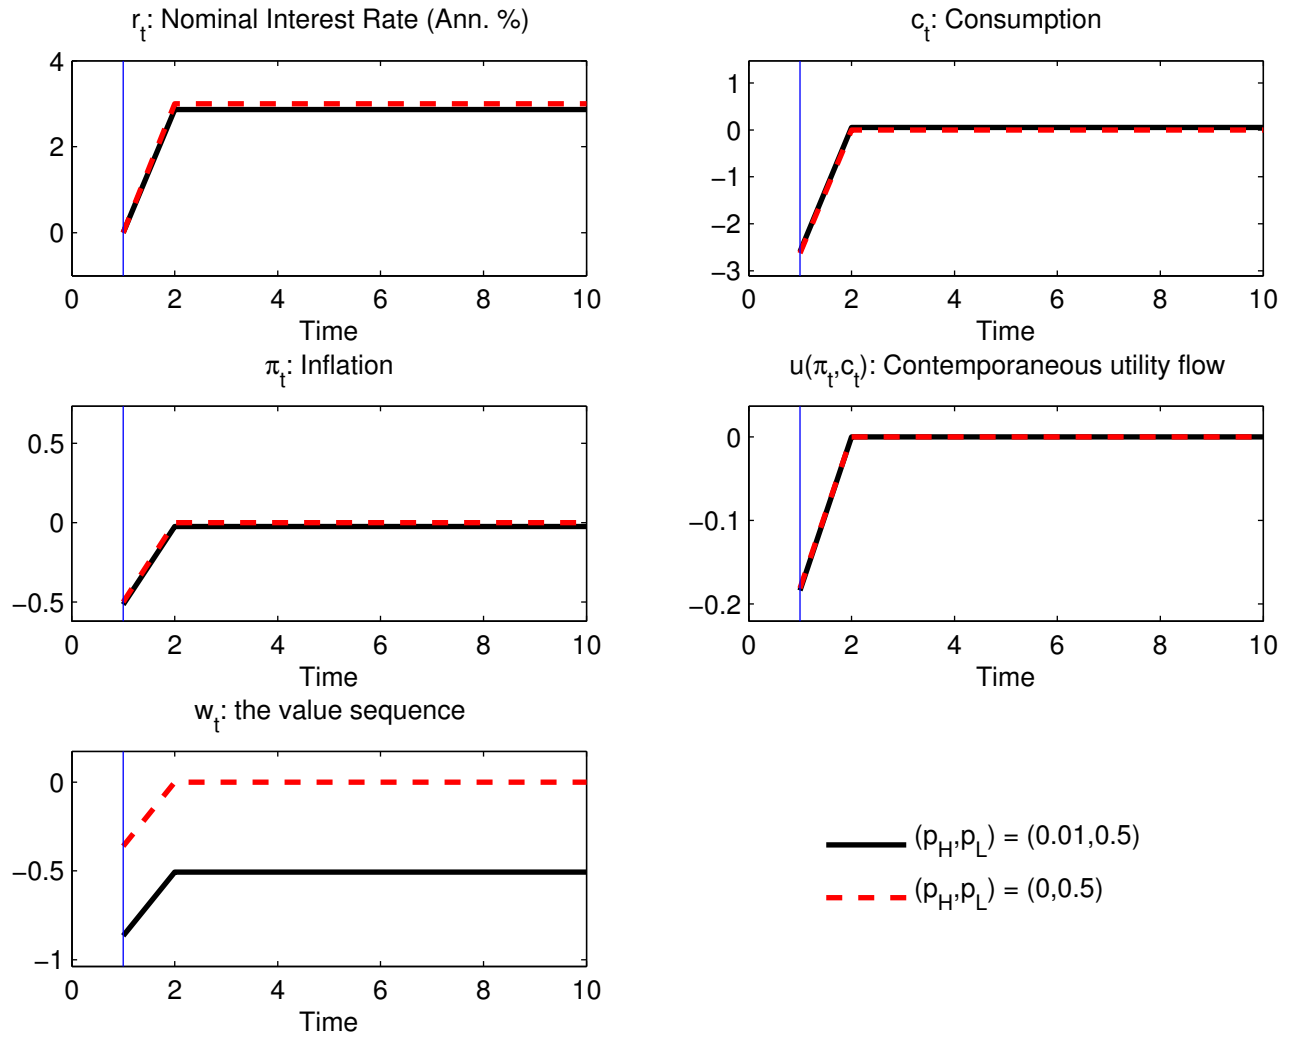 r_t: Nominal Interest Rate (Ann. %)
4
2
0
0 2 4 6 8 10
Time
c_t: Consumption
1
0
−1
−2
−3
0 2 4 6 8 10
Time
π_t: Inflation
0.5
0
−0.5
0 2 4 6 8 10
Time
u(π_t,c_t): Contemporaneous utility flow
0
−0.1
−0.2
0 2 4 6 8 10
Time
w_t: the value sequence
0
−0.5
−1
0 2 4 6 8 10
Time
(p_H,p_L) = (0.01,0.5)
(p_H,p_L) = (0,0.5)